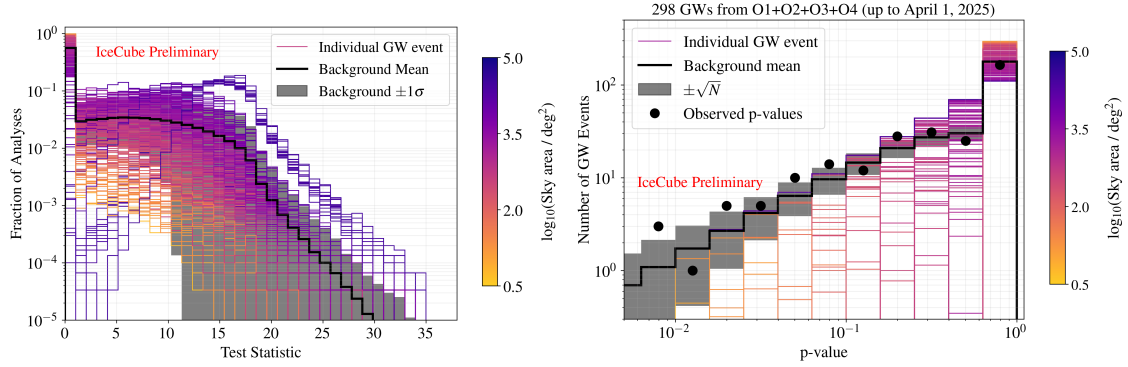 10⁰
10⁻¹
10⁻²
10⁻³
10⁻⁴
10⁻⁵
0
5
10
15
20
25
30
35
Fraction of Analyses
Test Statistic
IceCube Preliminary
Individual GW event
Background Mean
Background ±1σ
5.0
3.5
2.0
0.5
log₁₀(Sky area / deg²)
298 GWs from O1+O2+O3+O4 (up to April 1, 2025)
10²
10¹
10⁰
10⁻²
10⁻¹
10⁰
Number of GW Events
p-value
Individual GW event
Background mean
±√N
Observed p-values
IceCube Preliminary
5.0
3.5
2.0
0.5
log₁₀(Sky area / deg²)